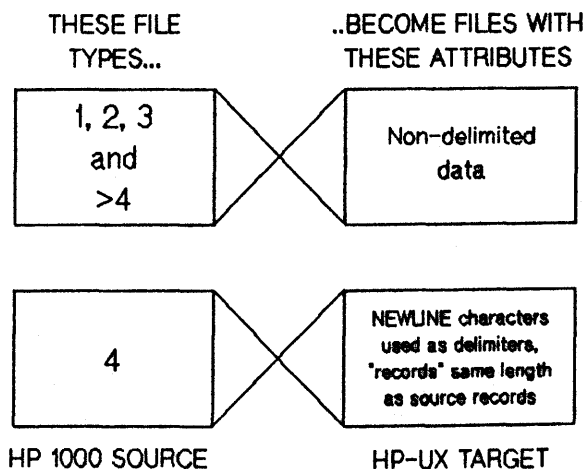 THESE FILE
TYPES...
..BECOME FILES WITH
THESE ATTRIBUTES
1, 2, 3
and
>4
Non-delimited
data
4
NEWLINE characters
used as delimiters,
"records" same length
as source records
HP 1000 SOURCE
HP-UX TARGET